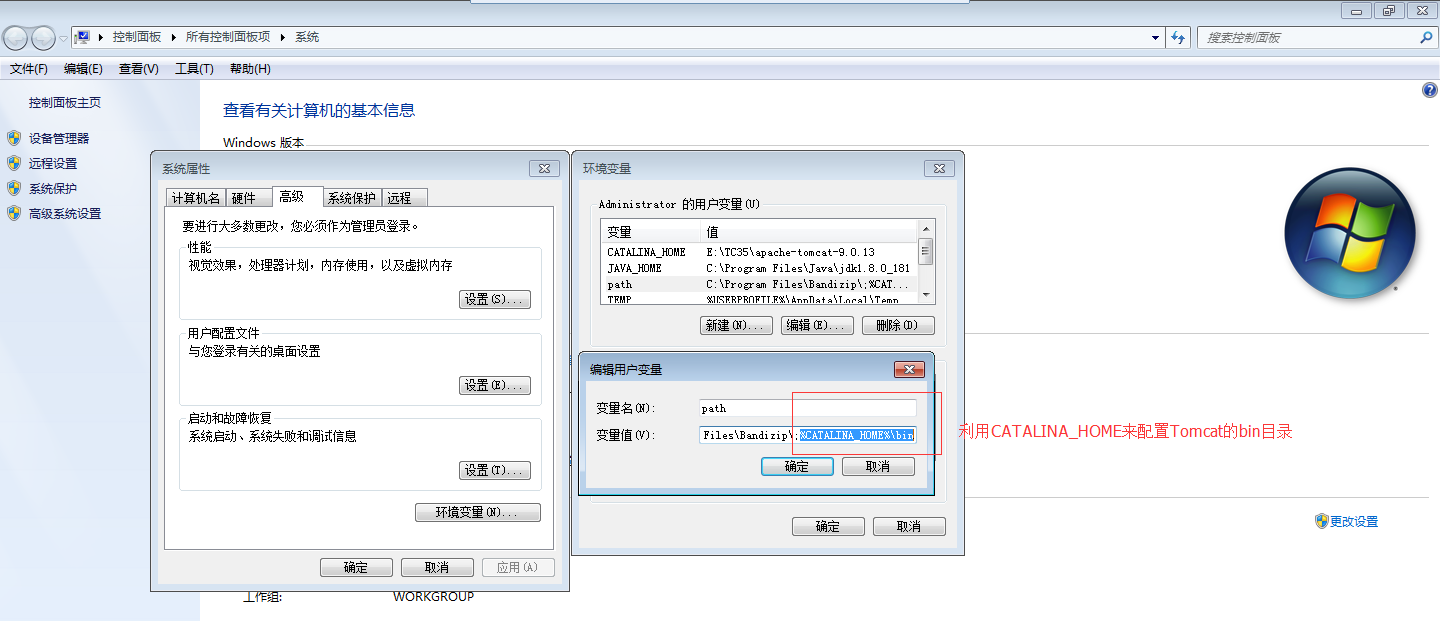 控制面板 所有控制面板项 系统
搜索控制面板
文件(F) 编辑(E) 查看(V) 工具(T) 帮助(H)
控制面板主页
设备管理器
远程设置
系统保护
高级系统设置
查看有关计算机的基本信息
Windows 版本
系统属性
计算机名 硬件 高级 系统保护 远程
要进行大多数更改，您必须作为管理员登录。
性能
视觉效果，处理器计划，内存使用，以及虚拟内存
设置(S)...
用户配置文件
与您登录有关的桌面设置
设置(E)...
启动和故障恢复
系统启动、系统失败和调试信息
设置(T)...
环境变量(N)...
确定 取消 应用(A)
环境变量
Administrator 的用户变量(U)
变量 值
CATALINA_HOME E:\TC35\apache-tomcat-9.0.13
JAVA_HOME C:\Program Files\Java\jdk1.8.0_181
path C:\Program Files\Bandizip\;%CAT...
TEMP %USERPROFILE%\AppData\Local\Temp
新建(N)... 编辑(E)... 删除(D)
编辑用户变量
变量名(N): path
变量值(V): Files\Bandizip\;%CATALINA_HOME%\bin
确定 取消
确定 取消
利用CATALINA_HOME来配置Tomcat的bin目录
更改设置
工作组: WORKGROUP